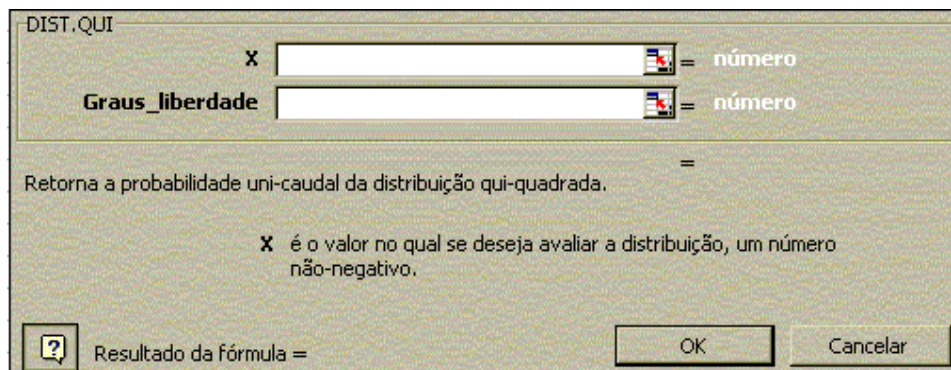 DIST.QUI
X = número
Graus_liberdade = número
=
Retorna a probabilidade uni-caudal da distribuição qui-quadrada.
X é o valor no qual se deseja avaliar a distribuição, um número
não-negativo.
? Resultado da fórmula = OK Cancelar